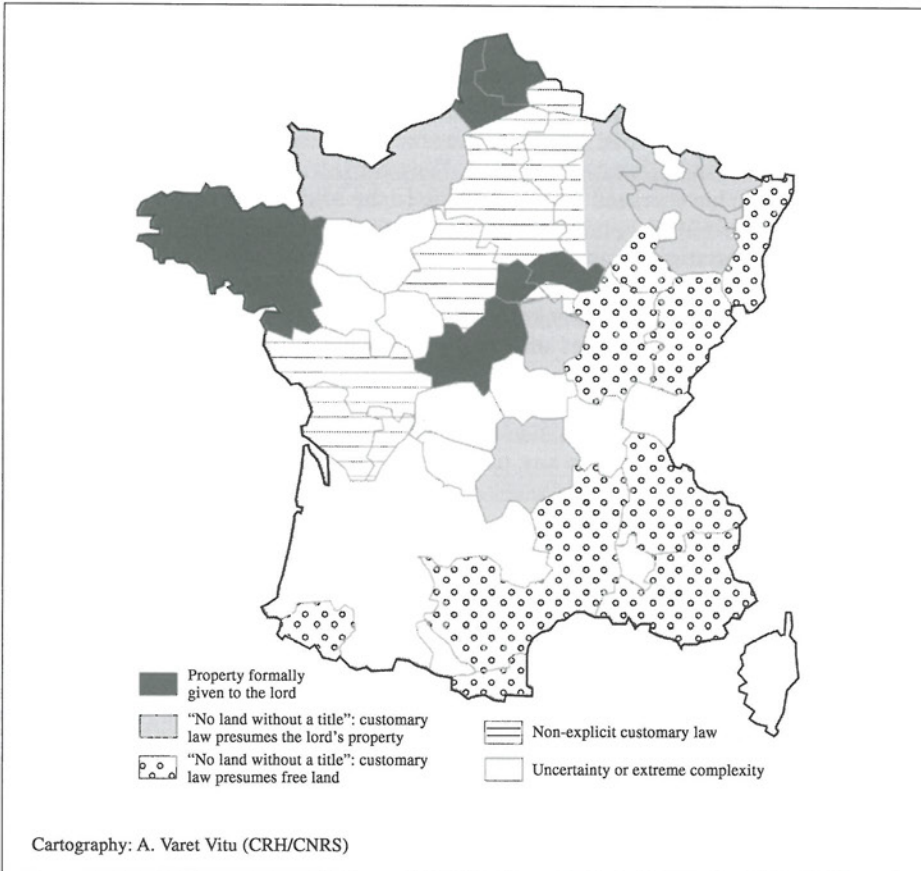 Property formally
given to the lord
"No land without a title": customary
law presumes the lord's property
"No land without a title": customary
law presumes free land
Non-explicit customary law
Uncertainty or extreme complexity
Cartography: A. Varet Vitu (CRH/CNRS)